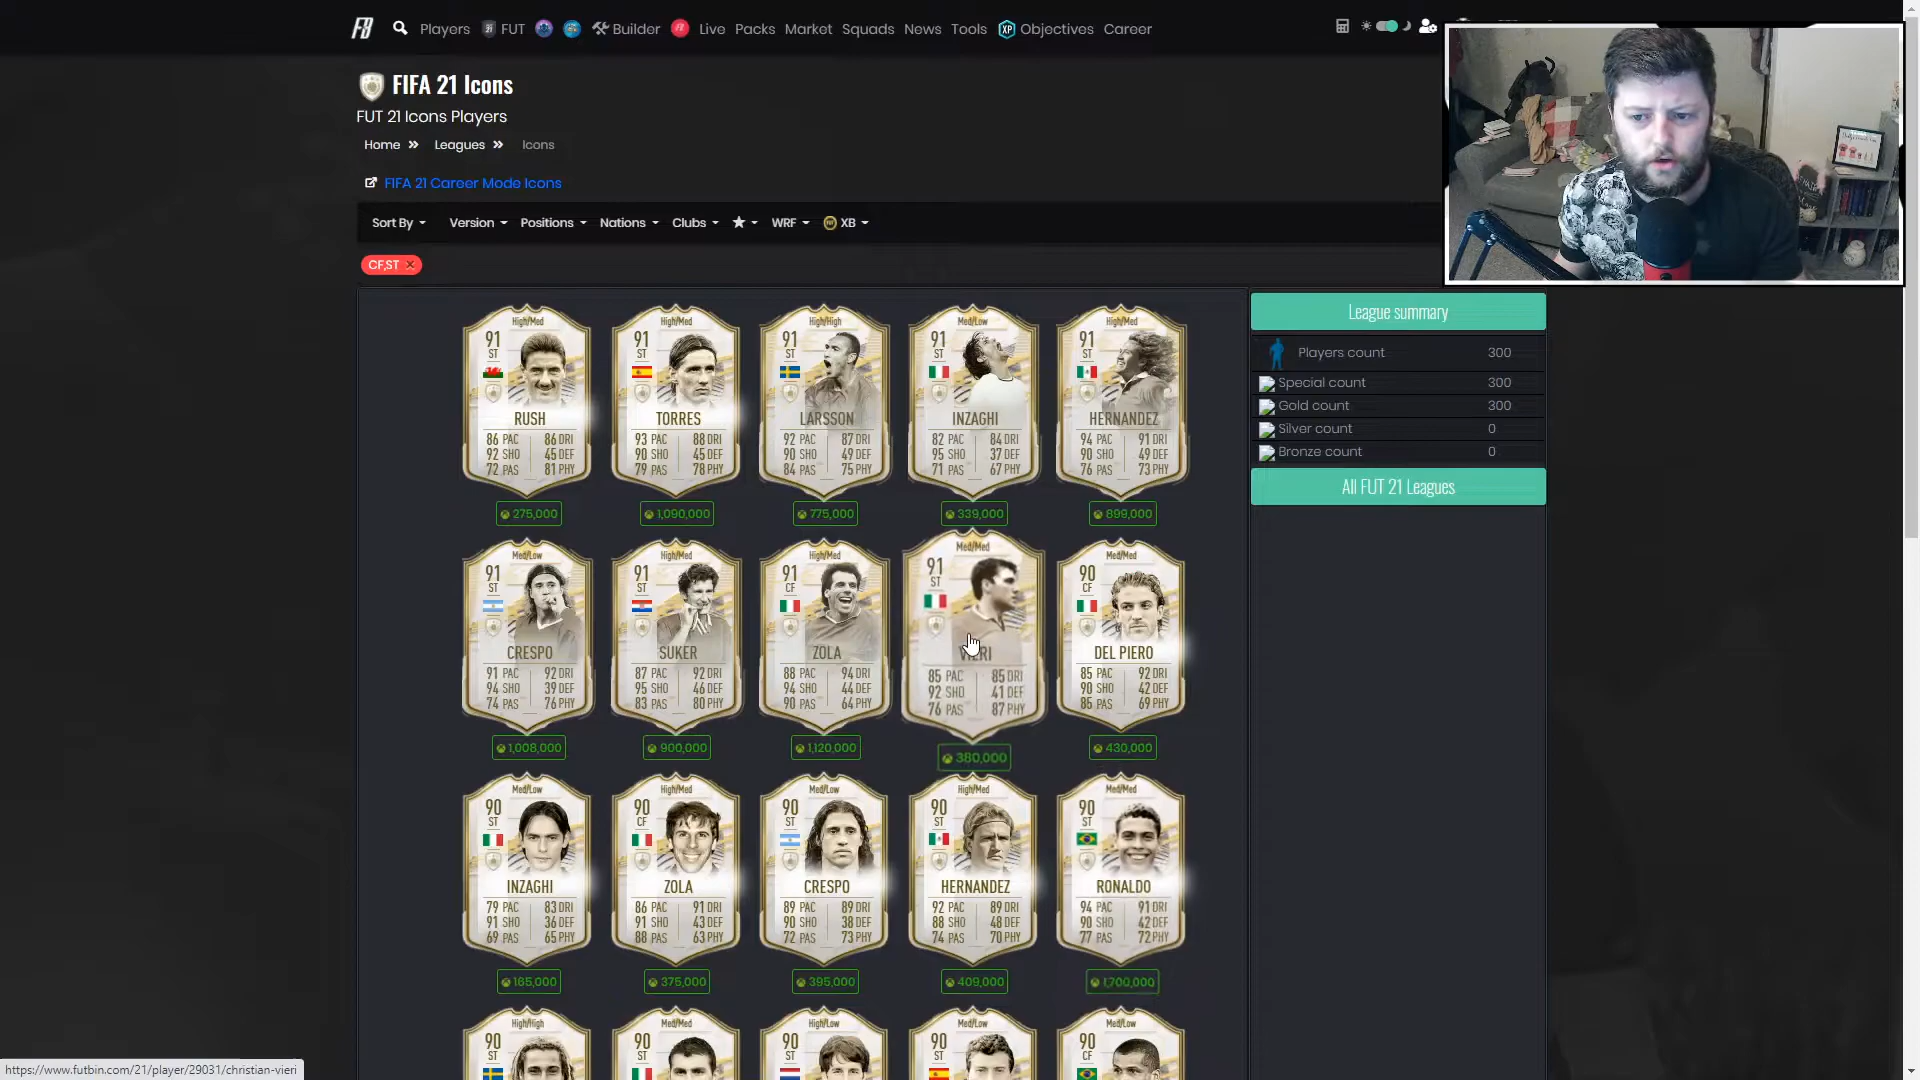 Players FUT Builder Live Packs Market Squads News Tools XP Objectives Career
FIFA 21 Icons
FUT 21 Icons Players
Home » Leagues » Icons
FIFA 21 Career Mode Icons
Sort By Version Positions Nations Clubs WRF XB
CF,ST ×
High/Med High/Med High/High Med/Low High/Med
91 91 91 91 91
ST ST ST ST ST
RUSH TORRES LARSSON INZAGHI HERNANDEZ
86 PAC 86 DRI 93 PAC 88 DRI 92 PAC 87 DRI 82 PAC 84 DRI 94 PAC 91 DRI
92 SHO 45 DEF 90 SHO 45 DEF 90 SHO 49 DEF 95 SHO 37 DEF 90 SHO 49 DEF
72 PAS 81 PHY 79 PAS 78 PHY 84 PAS 75 PHY 71 PAS 67 PHY 76 PAS 73 PHY
275,000 1,090,000 775,000 339,000 899,000
Med/Low High/Med High/Med Med/Med Med/Med
91 91 91 91 90
ST ST CF ST CF
CRESPO SUKER ZOLA VIERI DEL PIERO
91 PAC 92 DRI 87 PAC 92 DRI 88 PAC 94 DRI 85 PAC 85 DRI 85 PAC 92 DRI
94 SHO 39 DEF 95 SHO 46 DEF 94 SHO 44 DEF 92 SHO 41 DEF 90 SHO 42 DEF
74 PAS 76 PHY 83 PAS 80 PHY 90 PAS 64 PHY 76 PAS 87 PHY 85 PAS 69 PHY
1,008,000 900,000 1,120,000 380,000 430,000
Med/Low High/Med Med/Low High/Med Med/Med
90 90 90 90 90
ST CF ST ST ST
INZAGHI ZOLA CRESPO HERNANDEZ RONALDO
79 PAC 83 DRI 86 PAC 91 DRI 89 PAC 89 DRI 92 PAC 89 DRI 94 PAC 91 DRI
91 SHO 36 DEF 91 SHO 43 DEF 90 SHO 38 DEF 88 SHO 48 DEF 90 SHO 42 DEF
69 PAS 65 PHY 88 PAS 63 PHY 72 PAS 73 PHY 74 PAS 70 PHY 77 PAS 72 PHY
165,000 375,000 395,000 409,000 1,700,000
High/High Med/Med High/Low Med/Low Med/Low
90 90 90 90 90
ST ST ST ST CF
League summary
Players count 300
Special count 300
Gold count 300
Silver count 0
Bronze count 0
All FUT 21 Leagues
https://www.futbin.com/21/player/29031/christian-vieri